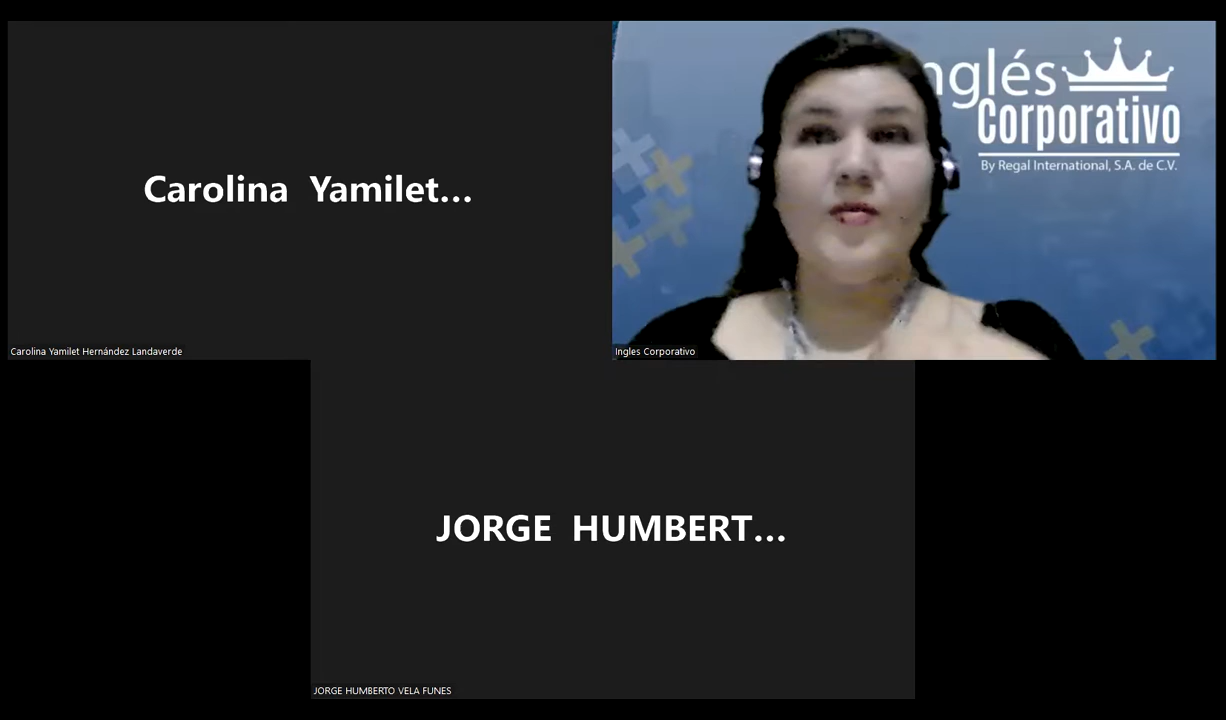 Carolina Yamilet...
Carolina Yamilet Hernández Landaverde
nglés
Corporativo
By Regal International, S.A. de C.V.
Ingles Corporativo
JORGE HUMBERT...
JORGE HUMBERTO VELA FUNES